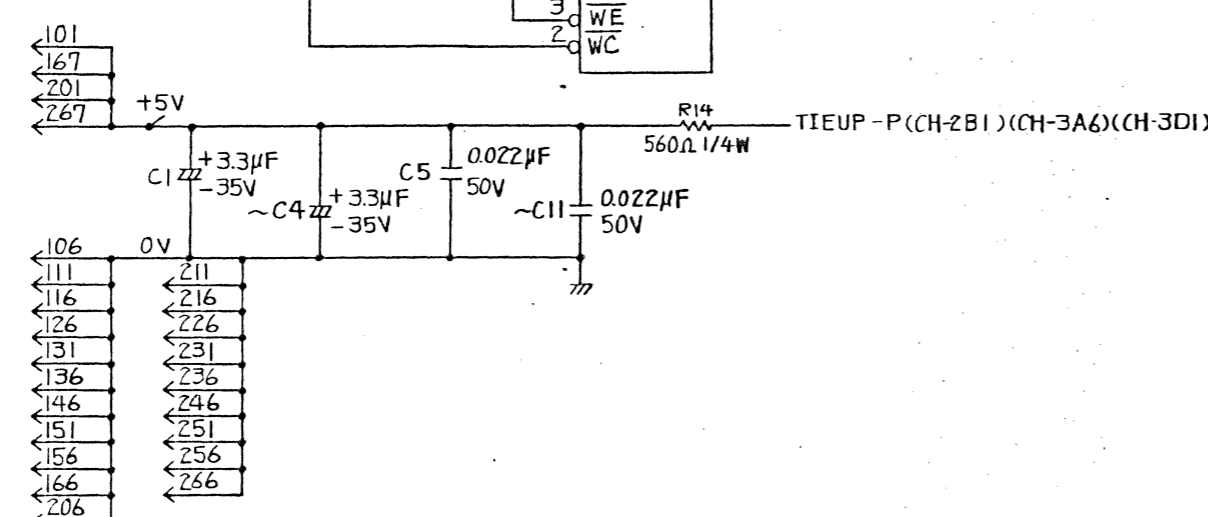 3 WE
2 WC
101
167
201
267
+5V
R14
560Ω 1/4W
TIEUP-P(CH-2B1)(CH-3A6)(CH-3D1)
C1 + 3.3µF
- 35V
~C4 + 3.3µF
- 35V
C5 0.022µF
50V
~C11 0.022µF
50V
106 0V
111 211
116 216
126 226
131 231
136 236
146 246
151 251
156 256
166 266
206